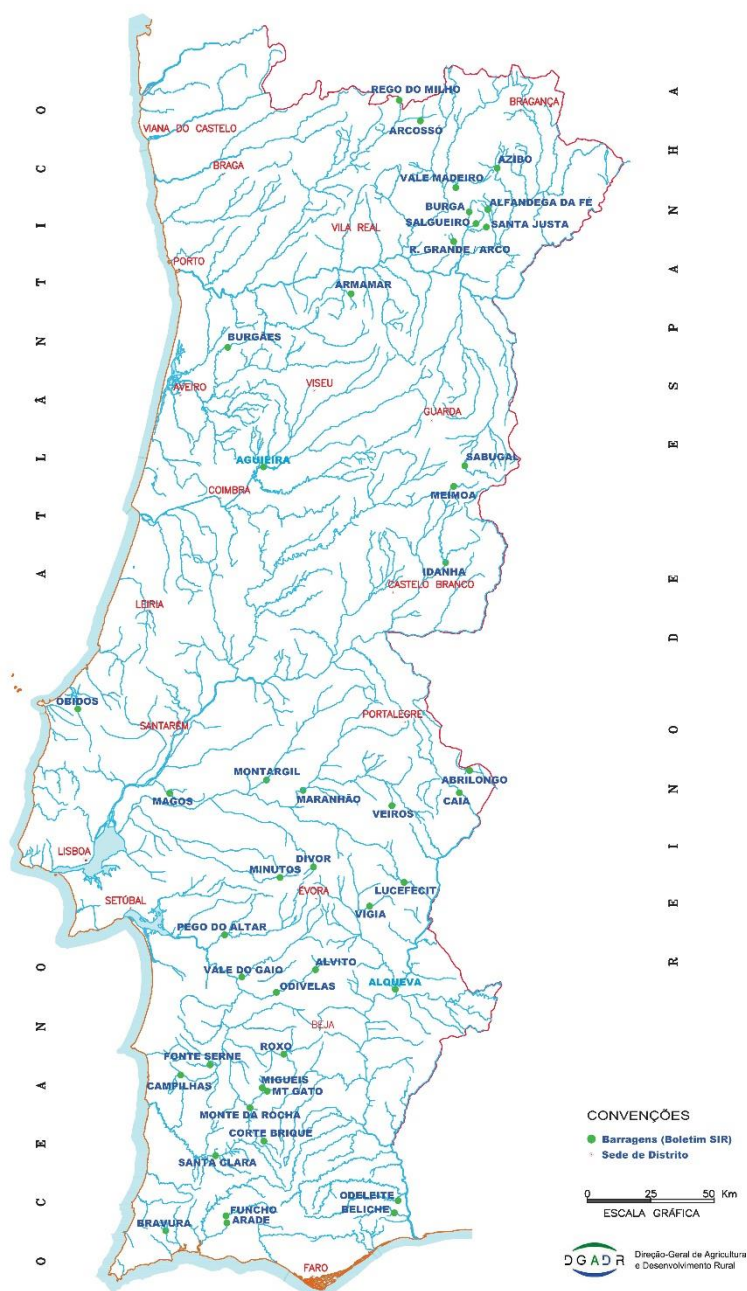 REGO DO MILHO
BRAGANÇA
VIANA DO CASTELO
ARCOSSO
BRAGA
AZIBO
VALE MADEIRO
BURGA
ALFANDEGA DA FÉ
SALGUEIRO
SANTA JUSTA
VILA REAL
R. GRANDE / ARCO
PORTO
ARMAMAR
BURGÃES
AVEIRO
VISEU
GUARDA
AGUIEIRA
SABUGAL
COIMBRA
MEIMOA
IDANHA
CASTELO BRANCO
LEIRIA
OBIDOS
SANTARÉM
PORTALEGRE
MONTARGIL
ABRILONGO
MAGOS
MARANHÃO
CAIA
VEIROS
LISBOA
DIVOR
MINUTOS
LUCEFECIT
ÉVORA
SETÚBAL
VIGIA
PEGO DO ALTAR
ALVITO
VALE DO GAIO
ALQUEVA
ODIVELAS
BEJA
ROXO
FONTE SERNE
CAMPILHAS
MIGUEIS
MT GATO
MONTE DA ROCHA
CORTE BRIQUE
SANTA CLARA
ODELEITE
BELICHE
FUNCHO
ARADE
BRAVURA
FARO
OCEANO ATLÂNTICO
REINO DE ESPANHA
CONVENÇÕES
Barragens (Boletim SIR)
Sede de Distrito
0 25 50 Km
ESCALA GRÁFICA
DGADR
Direção-Geral de Agricultura
e Desenvolvimento Rural